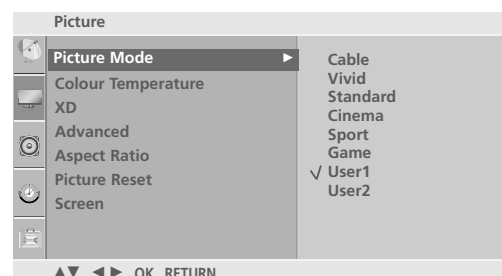 Picture
Picture Mode ►
Colour Temperature
XD
Advanced
Aspect Ratio
Picture Reset
Screen
Cable
Vivid
Standard
Cinema
Sport
Game
√ User1
User2
▲▼ ◄ ► OK RETURN